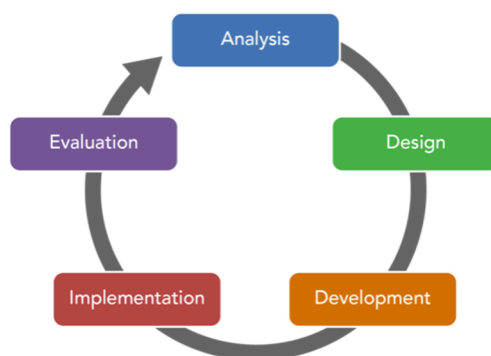 Analysis
Design
Development
Implementation
Evaluation